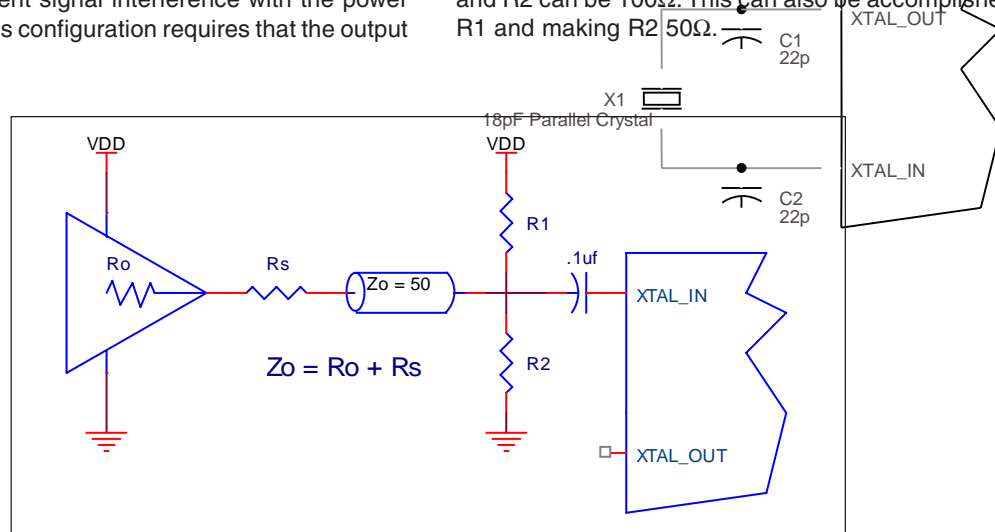 ent signal interference with the power
s configuration requires that the output
and R2 can be 100Ω. This can also be accomplishe
R1 and making R2 50Ω.
XTAL_OUT
C1
22p
X1
18pF Parallel Crystal
XTAL_IN
C2
22p
VDD
VDD
R1
Ro
Rs
Zo = 50
.1uf
XTAL_IN
R2
Zo = Ro + Rs
XTAL_OUT